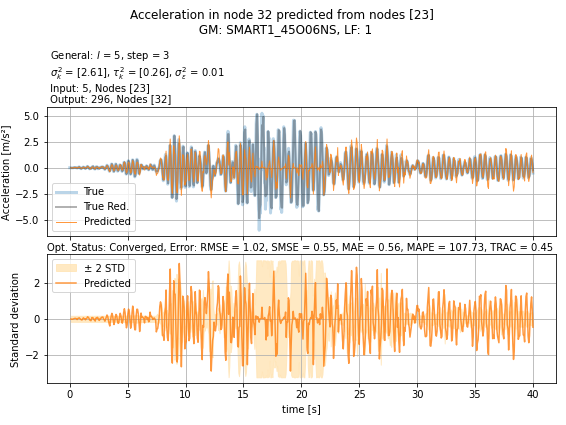 Acceleration in node 32 predicted from nodes [23]
GM: SMART1_45O06NS, LF: 1
General: l = 5, step = 3
σ²ₖ = [2.61], τ²ₖ = [0.26], σ²ε = 0.01
Input: 5, Nodes [23]
Output: 296, Nodes [32]
Acceleration [m/s²]
5.0
2.5
0.0
−2.5
−5.0
True
True Red.
Predicted
Opt. Status: Converged, Error: RMSE = 1.02, SMSE = 0.55, MAE = 0.56, MAPE = 107.73, TRAC = 0.45
Standard deviation
2
0
−2
± 2 STD
Predicted
0 5 10 15 20 25 30 35 40
time [s]